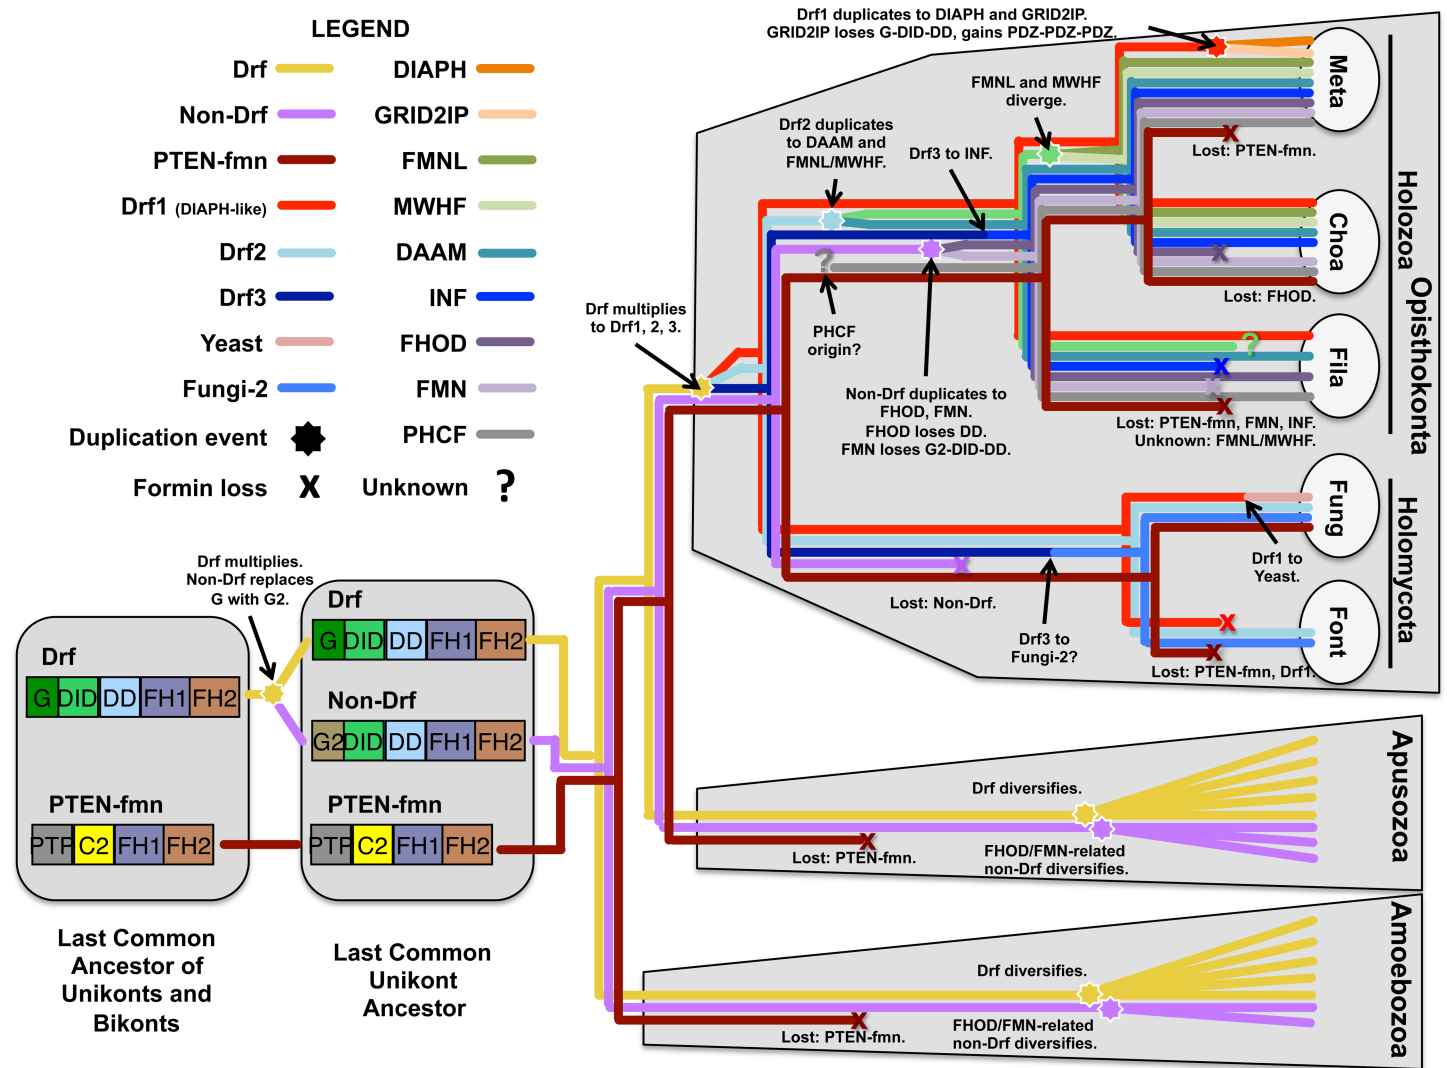 LEGEND
Drf
Non-Drf
PTEN-fmn
Drf1 (DIAPH-like)
Drf2
Drf3
Yeast
Fungi-2
Duplication event
Formin loss X
DIAPH
GRID2IP
FMNL
MWHF
DAAM
INF
FHOD
FMN
PHCF
Unknown ?
Drf1 duplicates to DIAPH and GRID2IP.
GRID2IP loses G-DID-DD, gains PDZ-PDZ-PDZ.
FMNL and MWHF
diverge.
Drf2 duplicates
to DAAM and
FMNL/MWHF.
Drf3 to INF.
Drf multiplies
to Drf1, 2, 3.
?
PHCF
origin?
Non-Drf duplicates to
FHOD, FMN.
FHOD loses DD.
FMN loses G2-DID-DD.
Meta
X
Lost: PTEN-fmn.
Choa
X
Lost: FHOD.
Fila
?
X
X
X
Lost: PTEN-fmn, FMN, INF.
Unknown: FMNL/MWHF.
Holozoa
Opisthokonta
Holomycota
Fung
Drf1 to
Yeast.
X
Lost: Non-Drf.
Drf3 to
Fungi-2?
Font
X
X
Lost: PTEN-fmn, Drf1.
Drf multiplies.
Non-Drf replaces
G with G2.
Drf
G DID DD FH1 FH2
PTEN-fmn
PTP C2 FH1 FH2
Last Common
Ancestor of
Unikonts and
Bikonts
Drf
G DID DD FH1 FH2
Non-Drf
G2 DID DD FH1 FH2
PTEN-fmn
PTP C2 FH1 FH2
Last Common
Unikont
Ancestor
Apusozoa
Drf diversifies.
X
Lost: PTEN-fmn.
FHOD/FMN-related
non-Drf diversifies.
Amoebozoa
Drf diversifies.
X
Lost: PTEN-fmn.
FHOD/FMN-related
non-Drf diversifies.